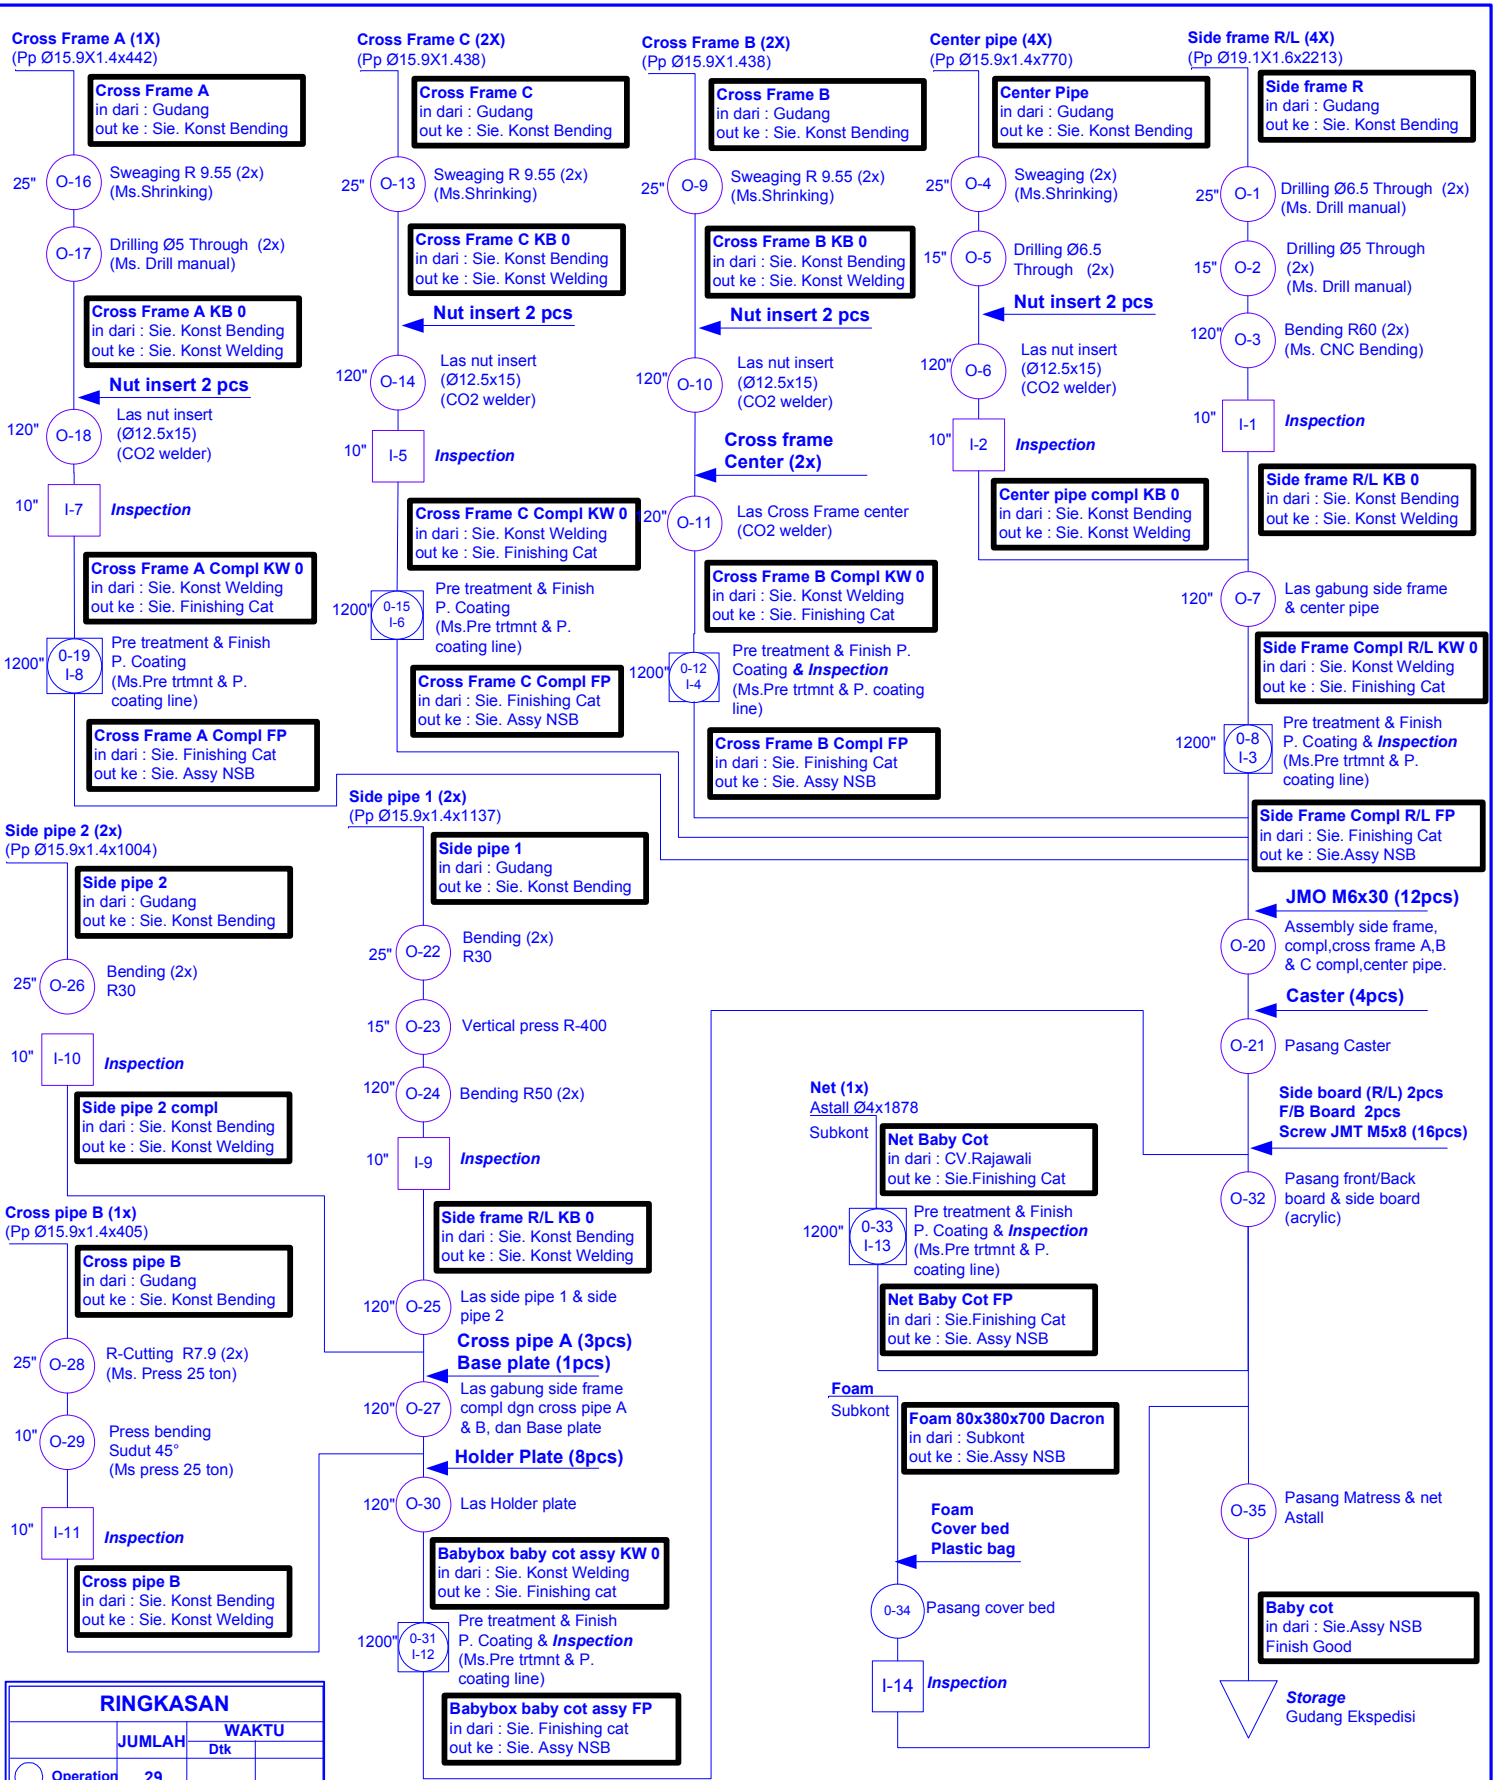 Cross Frame A (1X)
(Pp Ø15.9X1.4x442)
Cross Frame A
in dari : Gudang
out ke : Sie. Konst Bending
25"
O-16
Sweaging R 9.55 (2x)
(Ms.Shrinking)
O-17
Drilling Ø5 Through (2x)
(Ms. Drill manual)
Cross Frame A KB 0
in dari : Sie. Konst Bending
out ke : Sie. Konst Welding
Nut insert 2 pcs
120"
O-18
Las nut insert
(Ø12.5x15)
(CO2 welder)
10"
I-7
Inspection
Cross Frame A Compl KW 0
in dari : Sie. Konst Welding
out ke : Sie. Finishing Cat
1200"
0-19
I-8
Pre treatment & Finish
P. Coating
(Ms.Pre trtmnt & P.
coating line)
Cross Frame A Compl FP
in dari : Sie. Finishing Cat
out ke : Sie. Assy NSB
Cross Frame C (2X)
(Pp Ø15.9X1.438)
Cross Frame C
in dari : Gudang
out ke : Sie. Konst Bending
25"
O-13
Sweaging R 9.55 (2x)
(Ms.Shrinking)
Cross Frame C KB 0
in dari : Sie. Konst Bending
out ke : Sie. Konst Welding
Nut insert 2 pcs
120"
O-14
Las nut insert
(Ø12.5x15)
(CO2 welder)
10"
I-5
Inspection
Cross Frame C Compl KW 0
in dari : Sie. Konst Welding
out ke : Sie. Finishing Cat
1200"
0-15
I-6
Pre treatment & Finish
P. Coating
(Ms.Pre trtmnt & P.
coating line)
Cross Frame C Compl FP
in dari : Sie. Finishing Cat
out ke : Sie. Assy NSB
Cross Frame B (2X)
(Pp Ø15.9X1.438)
Cross Frame B
in dari : Gudang
out ke : Sie. Konst Bending
25"
O-9
Sweaging R 9.55 (2x)
(Ms.Shrinking)
Cross Frame B KB 0
in dari : Sie. Konst Bending
out ke : Sie. Konst Welding
Nut insert 2 pcs
120"
O-10
Las nut insert
(Ø12.5x15)
(CO2 welder)
Cross frame
Center (2x)
20"
O-11
Las Cross Frame center
(CO2 welder)
Cross Frame B Compl KW 0
in dari : Sie. Konst Welding
out ke : Sie. Finishing Cat
1200"
0-12
I-4
Pre treatment & Finish P.
Coating & Inspection
(Ms.Pre trtmnt & P. coating
line)
Cross Frame B Compl FP
in dari : Sie. Finishing Cat
out ke : Sie. Assy NSB
Center pipe (4X)
(Pp Ø15.9x1.4x770)
Center Pipe
in dari : Gudang
out ke : Sie. Konst Bending
25"
O-4
Sweaging (2x)
(Ms.Shrinking)
15"
O-5
Drilling Ø6.5
Through (2x)
Nut insert 2 pcs
120"
O-6
Las nut insert
(Ø12.5x15)
(CO2 welder)
10"
I-2
Inspection
Center pipe compl KB 0
in dari : Sie. Konst Bending
out ke : Sie. Konst Welding
Side frame R/L (4X)
(Pp Ø19.1X1.6x2213)
Side frame R
in dari : Gudang
out ke : Sie. Konst Bending
25"
O-1
Drilling Ø6.5 Through (2x)
(Ms. Drill manual)
15"
O-2
Drilling Ø5 Through
(2x)
(Ms. Drill manual)
120"
O-3
Bending R60 (2x)
(Ms. CNC Bending)
10"
I-1
Inspection
Side frame R/L KB 0
in dari : Sie. Konst Bending
out ke : Sie. Konst Welding
120"
O-7
Las gabung side frame
& center pipe
Side Frame Compl R/L KW 0
in dari : Sie. Konst Welding
out ke : Sie. Finishing Cat
1200"
0-8
I-3
Pre treatment & Finish
P. Coating & Inspection
(Ms.Pre trtmnt & P.
coating line)
Side Frame Compl R/L FP
in dari : Sie. Finishing Cat
out ke : Sie.Assy NSB
JMO M6x30 (12pcs)
O-20
Assembly side frame,
compl,cross frame A,B
& C compl,center pipe.
Caster (4pcs)
O-21
Pasang Caster
Side board (R/L) 2pcs
F/B Board 2pcs
Screw JMT M5x8 (16pcs)
O-32
Pasang front/Back
board & side board
(acrylic)
O-35
Pasang Matress & net
Astall
Baby cot
in dari : Sie.Assy NSB
Finish Good
Storage
Gudang Ekspedisi
Side pipe 2 (2x)
(Pp Ø15.9x1.4x1004)
Side pipe 2
in dari : Gudang
out ke : Sie. Konst Bending
25"
O-26
Bending (2x)
R30
10"
I-10
Inspection
Side pipe 2 compl
in dari : Sie. Konst Bending
out ke : Sie. Konst Welding
Cross pipe B (1x)
(Pp Ø15.9x1.4x405)
Cross pipe B
in dari : Gudang
out ke : Sie. Konst Bending
25"
O-28
R-Cutting R7.9 (2x)
(Ms. Press 25 ton)
10"
O-29
Press bending
Sudut 45°
(Ms press 25 ton)
10"
I-11
Inspection
Cross pipe B
in dari : Sie. Konst Bending
out ke : Sie. Konst Welding
Side pipe 1 (2x)
(Pp Ø15.9x1.4x1137)
Side pipe 1
in dari : Gudang
out ke : Sie. Konst Bending
25"
O-22
Bending (2x)
R30
15"
O-23
Vertical press R-400
120"
O-24
Bending R50 (2x)
10"
I-9
Inspection
Side frame R/L KB 0
in dari : Sie. Konst Bending
out ke : Sie. Konst Welding
120"
O-25
Las side pipe 1 & side
pipe 2
Cross pipe A (3pcs)
Base plate (1pcs)
120"
O-27
Las gabung side frame
compl dgn cross pipe A
& B, dan Base plate
Holder Plate (8pcs)
120"
O-30
Las Holder plate
Babybox baby cot assy KW 0
in dari : Sie. Konst Welding
out ke : Sie. Finishing cat
1200"
0-31
I-12
Pre treatment & Finish
P. Coating & Inspection
(Ms.Pre trtmnt & P.
coating line)
Babybox baby cot assy FP
in dari : Sie. Finishing cat
out ke : Sie. Assy NSB
Net (1x)
Astall Ø4x1878
Subkont
Net Baby Cot
in dari : CV.Rajawali
out ke : Sie.Finishing Cat
1200"
0-33
I-13
Pre treatment & Finish
P. Coating & Inspection
(Ms.Pre trtmnt & P.
coating line)
Net Baby Cot FP
in dari : Sie.Finishing Cat
out ke : Sie. Assy NSB
Foam
Subkont
Foam 80x380x700 Dacron
in dari : Subkont
out ke : Sie.Assy NSB
Foam
Cover bed
Plastic bag
0-34
Pasang cover bed
I-14
Inspection
RINGKASAN
JUMLAH
WAKTU
Dtk
Operation
29